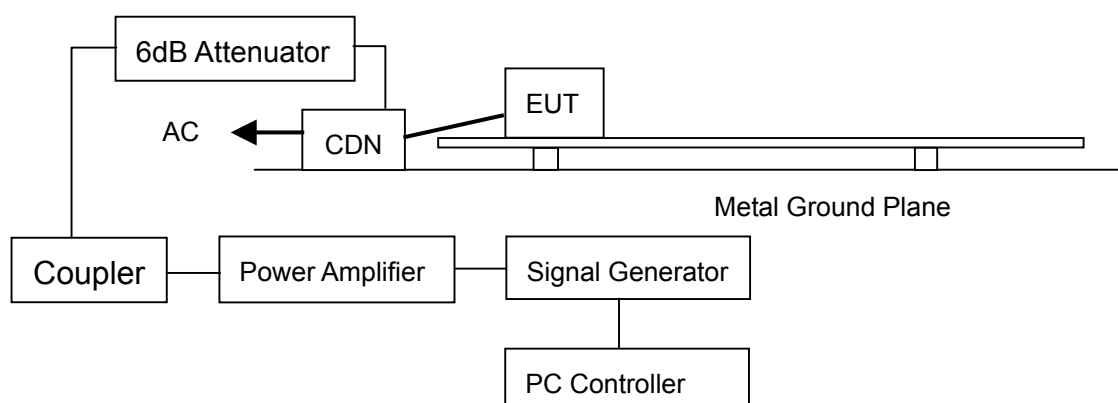 6dB Attenuator
EUT
AC
CDN
Metal Ground Plane
Coupler
Power Amplifier
Signal Generator
PC Controller